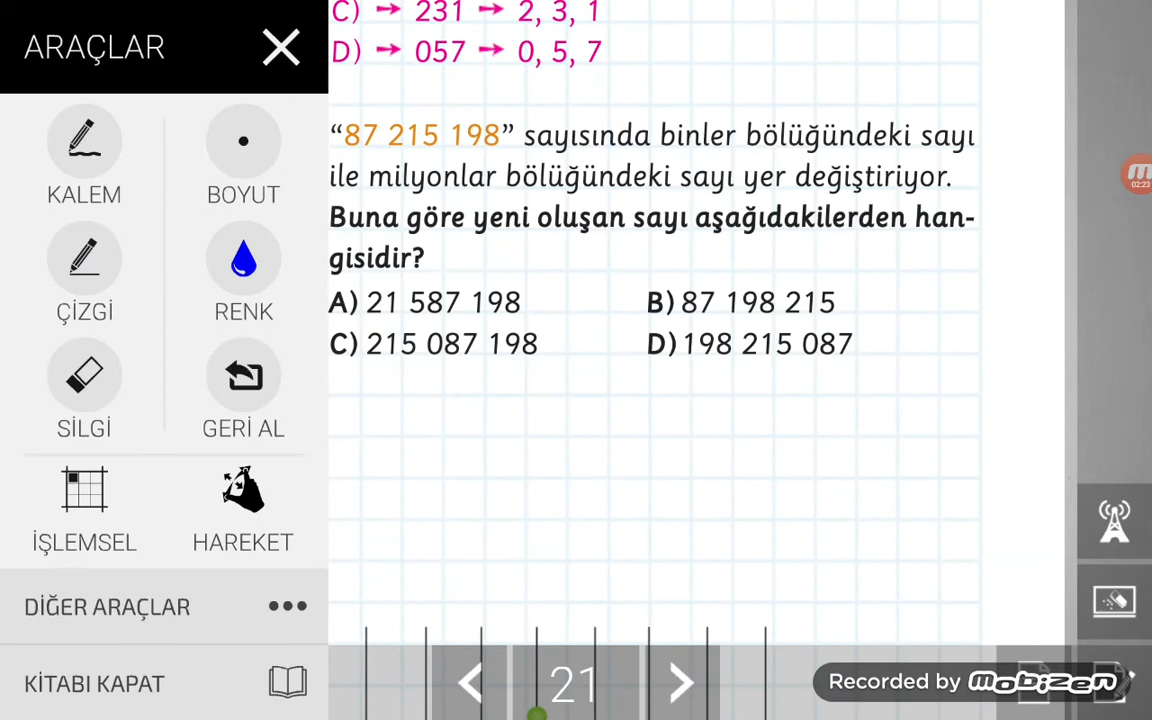 ARAÇLAR
KALEM
BOYUT
ÇİZGİ
RENK
SİLGİ
GERİ AL
İŞLEMSEL
HAREKET
DİĞER ARAÇLAR
KİTABI KAPAT
C) → 231 → 2, 3, 1
D) → 057 → 0, 5, 7
“87 215 198” sayısında binler bölüğündeki sayı
ile milyonlar bölüğündeki sayı yer değiştiriyor.
Buna göre yeni oluşan sayı aşağıdakilerden han-
gisidir?
A) 21 587 198 B) 87 198 215
C) 215 087 198 D) 198 215 087
21
02:23
Recorded by mobizen